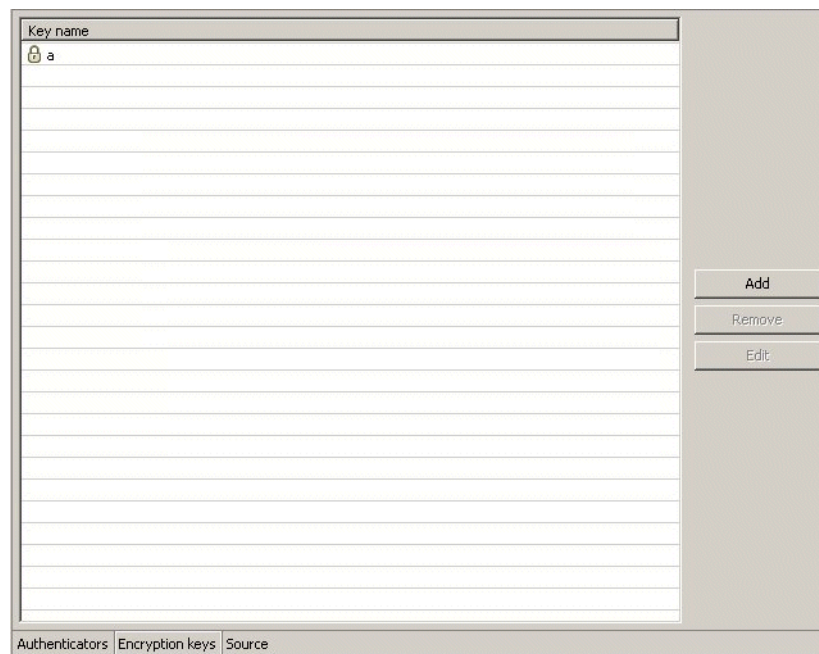 Key name
a
Add
Remove
Edit
Authenticators Encryption keys Source